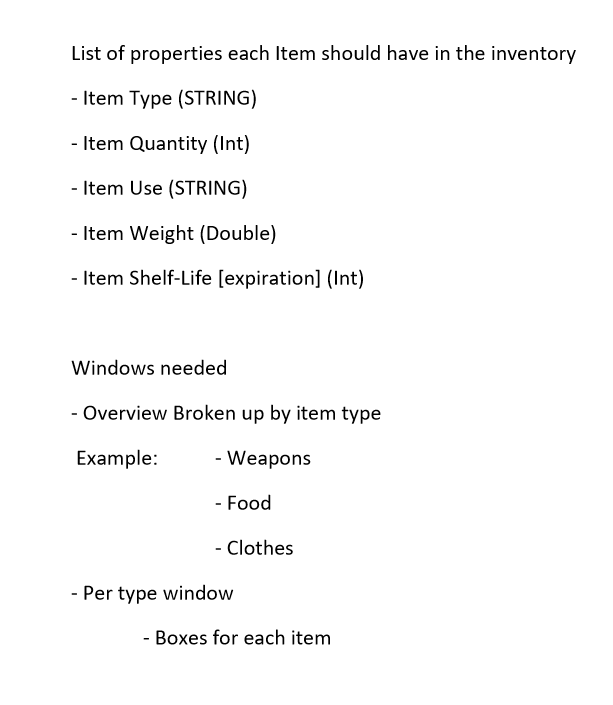 List of properties each Item should have in the inventory
- Item Type (STRING)
- Item Quantity (Int)
- Item Use (STRING)
- Item Weight (Double)
- Item Shelf-Life [expiration] (Int)
Windows needed
- Overview Broken up by item type
Example: - Weapons
- Food
- Clothes
- Per type window
- Boxes for each item